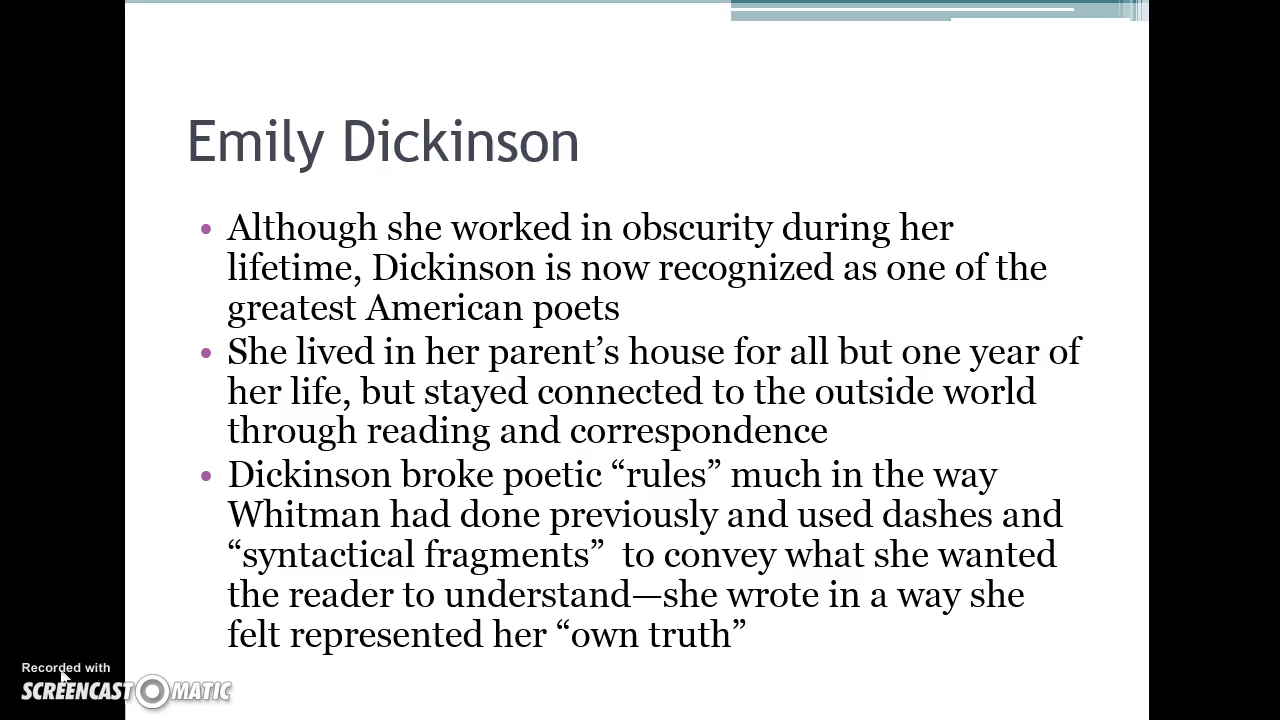 Emily Dickinson
• Although she worked in obscurity during her
lifetime, Dickinson is now recognized as one of the
greatest American poets
• She lived in her parent’s house for all but one year of
her life, but stayed connected to the outside world
through reading and correspondence
• Dickinson broke poetic “rules” much in the way
Whitman had done previously and used dashes and
“syntactical fragments”  to convey what she wanted
the reader to understand—she wrote in a way she
felt represented her “own truth”
Recorded with
SCREENCAST MATIC